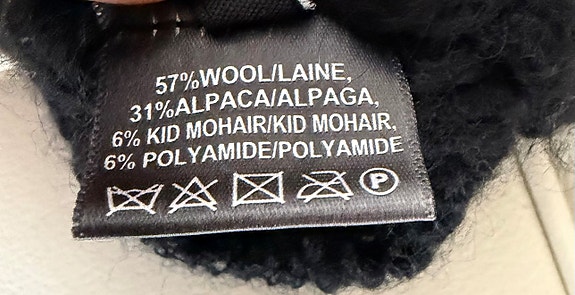 57%WOOL/LAINE,
31%ALPACA/ALPAGA,
6% KID MOHAIR/KID MOHAIR,
6% POLYAMIDE/POLYAMIDE
P